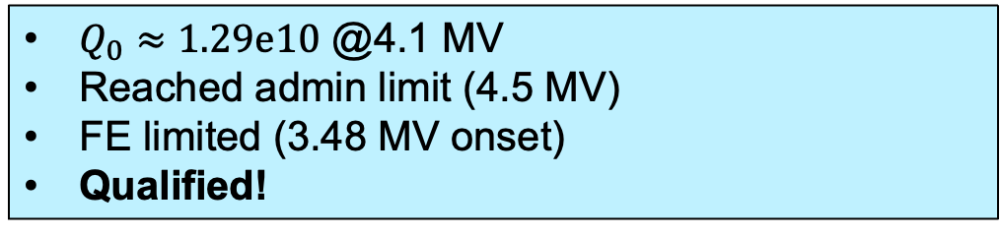 • Q₀ ≈ 1.29e10 @4.1 MV
• Reached admin limit (4.5 MV)
• FE limited (3.48 MV onset)
• Qualified!